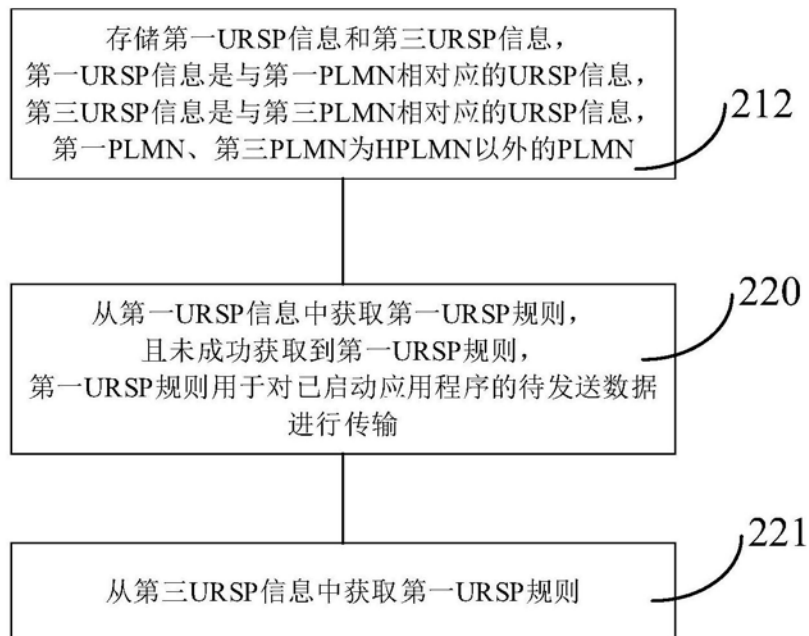 存储第一URSP信息和第三URSP信息，
第一URSP信息是与第一PLMN相对应的URSP信息，
第三URSP信息是与第三PLMN相对应的URSP信息，
第一PLMN、第三PLMN为HPLMN以外的PLMN
212
从第一URSP信息中获取第一URSP规则，
且未成功获取到第一URSP规则，
第一URSP规则用于对已启动应用程序的待发送数据
进行传输
220
从第三URSP信息中获取第一URSP规则
221